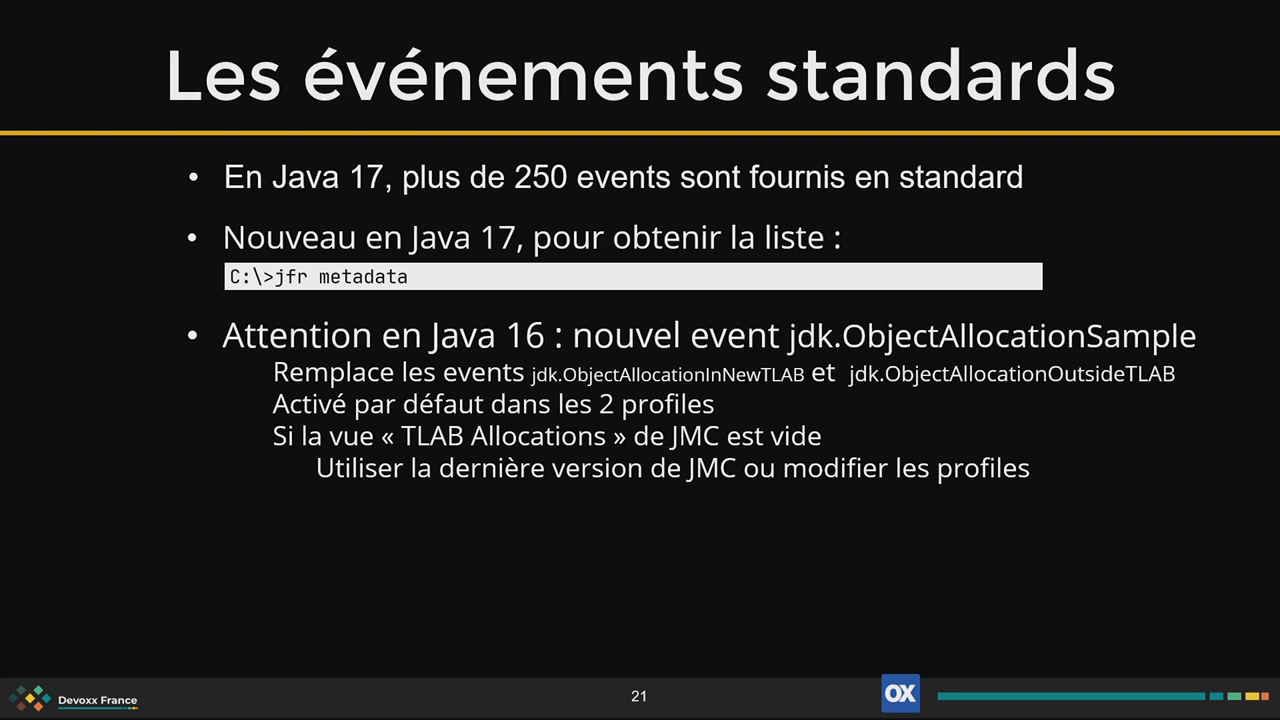 Les événements standards
• En Java 17, plus de 250 events sont fournis en standard
• Nouveau en Java 17, pour obtenir la liste :
C:\>jfr metadata
• Attention en Java 16 : nouvel event jdk.ObjectAllocationSample
Remplace les events jdk.ObjectAllocationInNewTLAB et jdk.ObjectAllocationOutsideTLAB
Activé par défaut dans les 2 profiles
Si la vue « TLAB Allocations » de JMC est vide
Utiliser la dernière version de JMC ou modifier les profiles
Devoxx France
21
OX